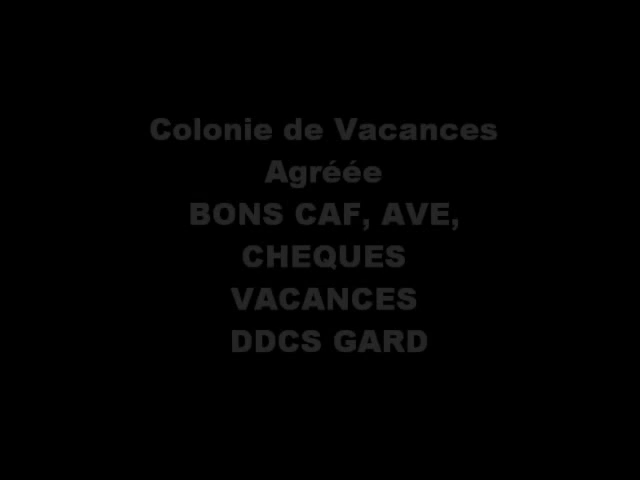 Colonie de Vacances
Agréée
BONS CAF, AVE,
CHEQUES
VACANCES
DDCS GARD